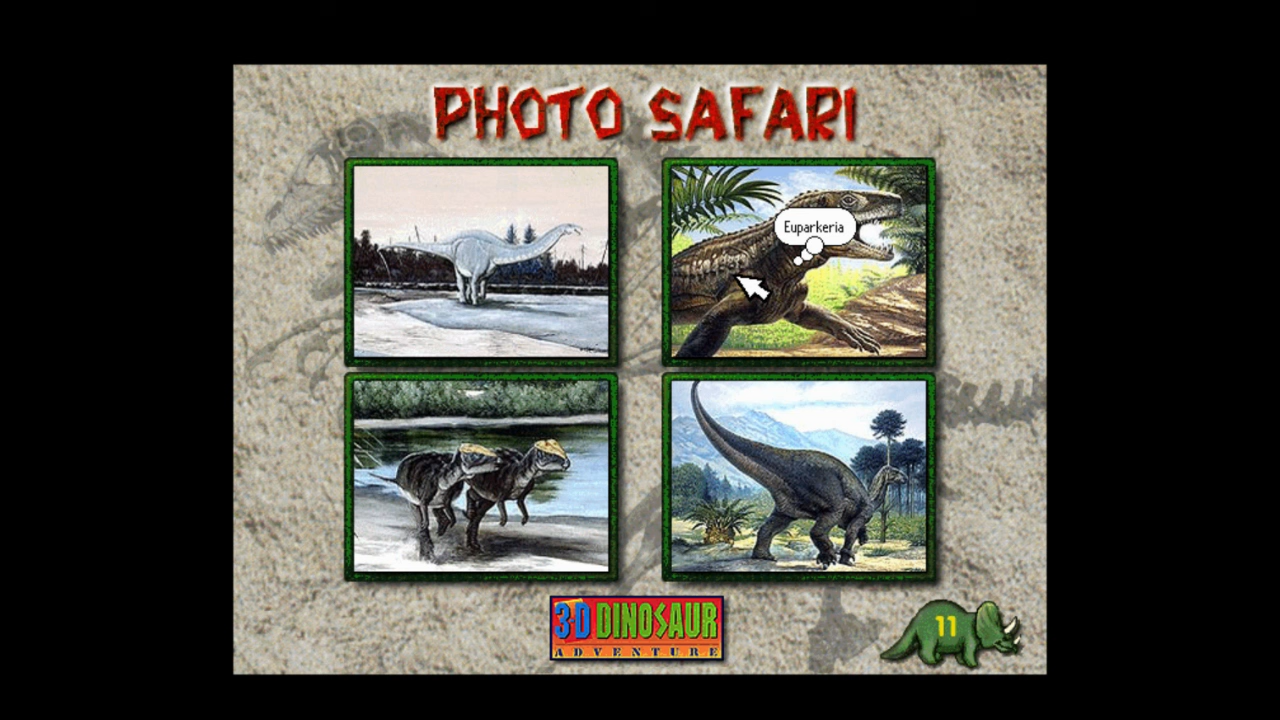 PHOTO SAFARI
Euparkeria
3-D DINOSAUR
ADVENTURE
11